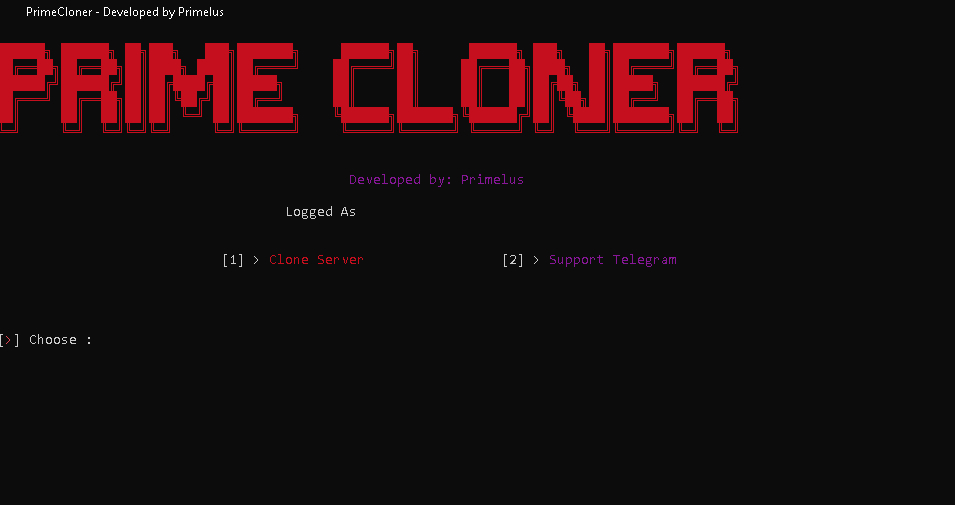 PrimeCloner - Developed by Primelus
PRIME CLONER
Developed by: Primelus
Logged As
[1] > Clone Server [2] > Support Telegram
[>] Choose :